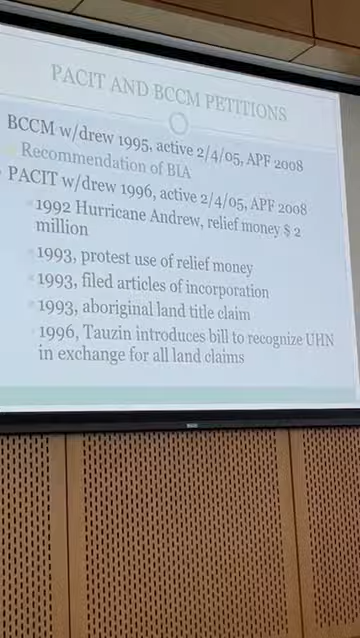 PACIT AND BCCM PETITIONS
BCCM w/drew 1995, active 2/4/05, APF 2008
Recommendation of BIA
PACIT w/drew 1996, active 2/4/05, APF 2008
1992 Hurricane Andrew, relief money $ 2
million
1993, protest use of relief money
1993, filed articles of incorporation
1993, aboriginal land title claim
1996, Tauzin introduces bill to recognize UHN
in exchange for all land claims